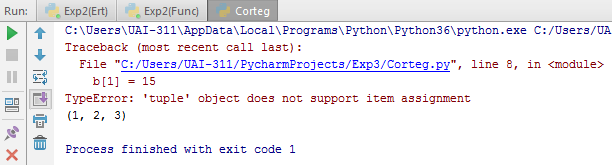 Run: Exp2(Ert) Exp2(Func) Corteg
C:\Users\UAI-311\AppData\Local\Programs\Python\Python36\python.exe C:/Users/UA
Traceback (most recent call last):
File "C:/Users/UAI-311/PycharmProjects/Exp3/Corteg.py", line 8, in <module>
b[1] = 15
TypeError: 'tuple' object does not support item assignment
(1, 2, 3)
Process finished with exit code 1